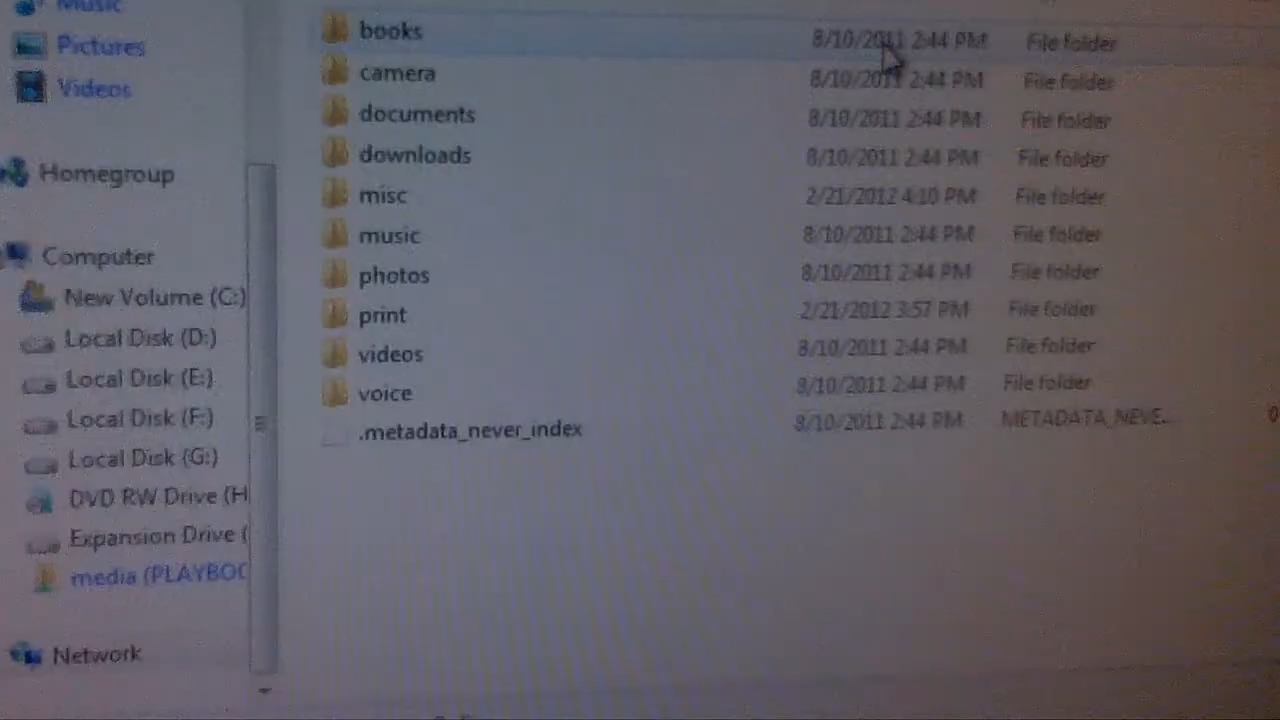 Music
Pictures
Videos
Homegroup
Computer
New Volume (C:)
Local Disk (D:)
Local Disk (E:)
Local Disk (F:)
Local Disk (G:)
DVD RW Drive (H
Expansion Drive (
media (PLAYBOO
Network
books 8/10/2011 2:44 PM File folder
camera 8/10/2011 2:44 PM File folder
documents 8/10/2011 2:44 PM File folder
downloads 8/10/2011 2:44 PM File folder
misc 2/21/2012 4:10 PM File folder
music 8/10/2011 2:44 PM File folder
photos 8/10/2011 2:44 PM File folder
print 2/21/2012 3:57 PM File folder
videos 8/10/2011 2:44 PM File folder
voice 8/10/2011 2:44 PM File folder
.metadata_never_index 8/10/2011 2:44 PM METADATA_NEVE... 0